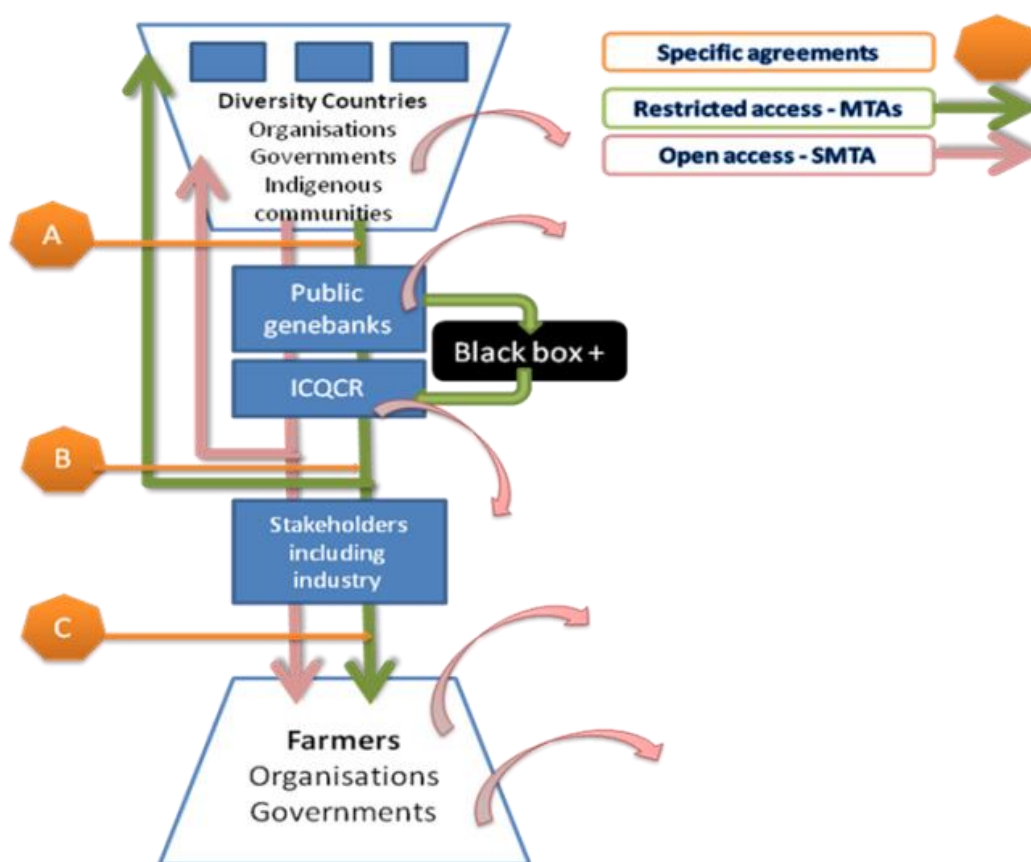 Diversity Countries
Organisations
Governments
Indigenous
communities
Specific agreements
Restricted access - MTAs
Open access - SMTA
A
Public
genebanks
Black box +
ICQCR
B
Stakeholders
including
industry
C
Farmers
Organisations
Governments